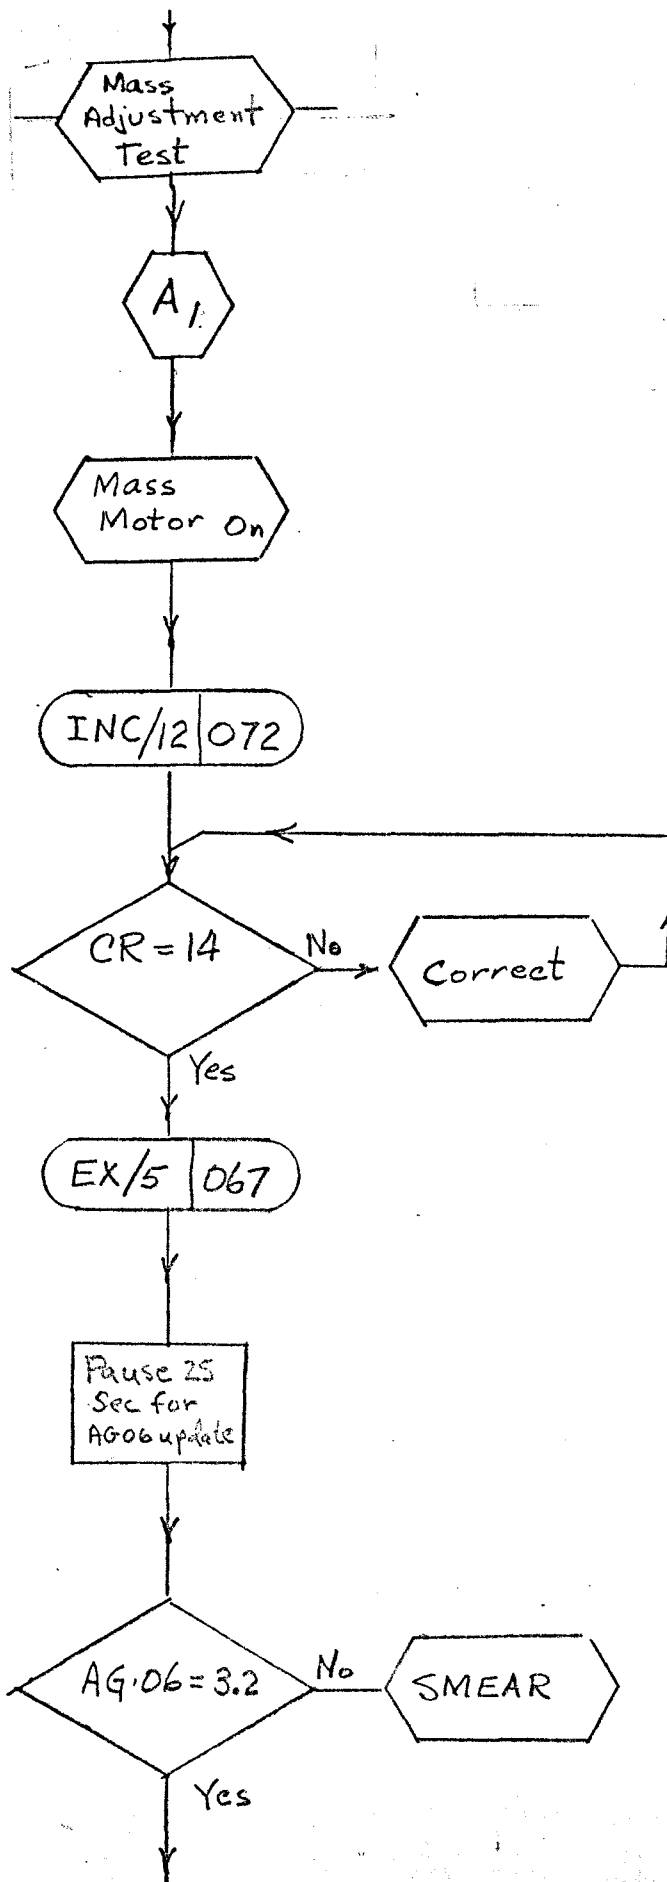 Mass
Adjustment
Test
A1
Mass
Motor On
INC/12 072
CR = 14
No
Correct
Yes
EX/5 067
Pause 25
Sec for
AG06 update
AG.06 = 3.2
No
SMEAR
Yes